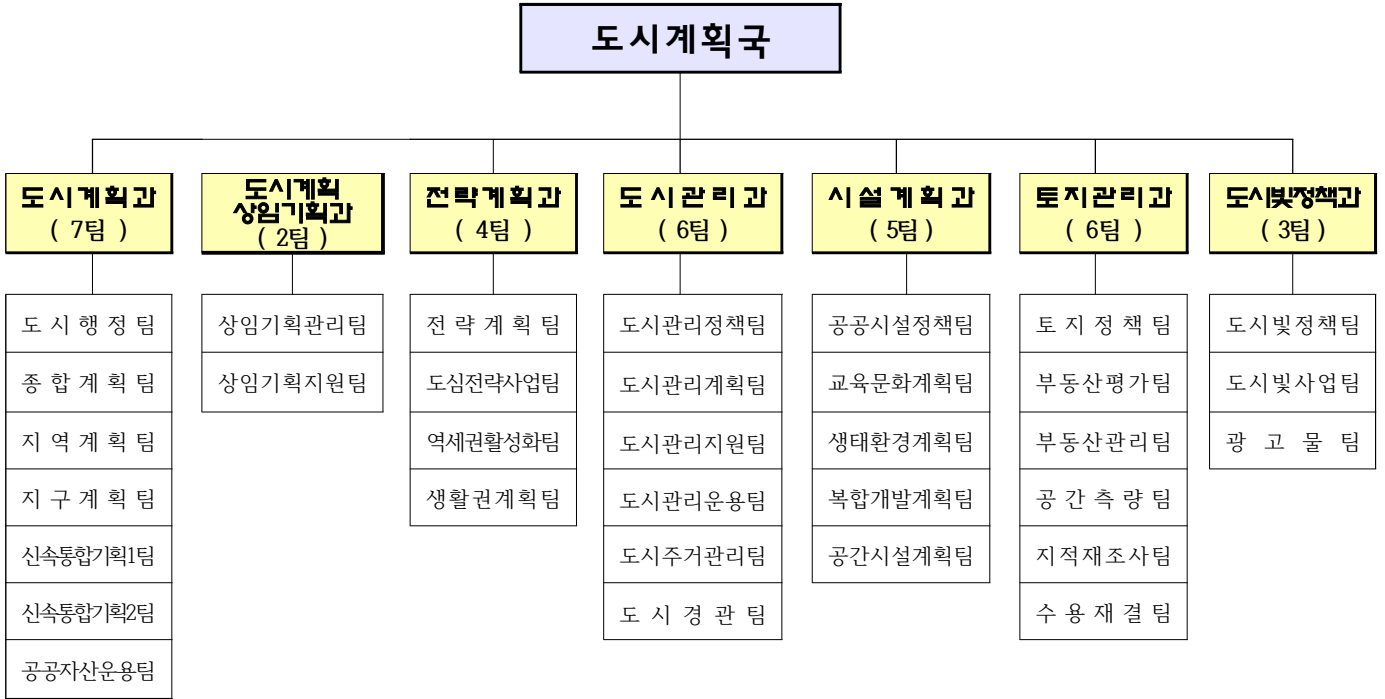 도시계획국
도시계획과
( 7팀 )
도시계획
상임기획과
( 2팀 )
전략계획과
( 4팀 )
도시관리과
( 6팀 )
시설계획과
( 5팀 )
토지관리과
( 6팀 )
도시빛정책과
( 3팀 )
도시행정팀
종합계획팀
지역계획팀
지구계획팀
신속통합기획1팀
신속통합기획2팀
공공자산운용팀
상임기획관리팀
상임기획지원팀
전략계획팀
도심전략사업팀
역세권활성화팀
생활권계획팀
도시관리정책팀
도시관리계획팀
도시관리지원팀
도시관리운용팀
도시주거관리팀
도시경관팀
공공시설정책팀
교육문화계획팀
생태환경계획팀
복합개발계획팀
공간시설계획팀
토지정책팀
부동산평가팀
부동산관리팀
공간측량팀
지적재조사팀
수용재결팀
도시빛정책팀
도시빛사업팀
광고물팀